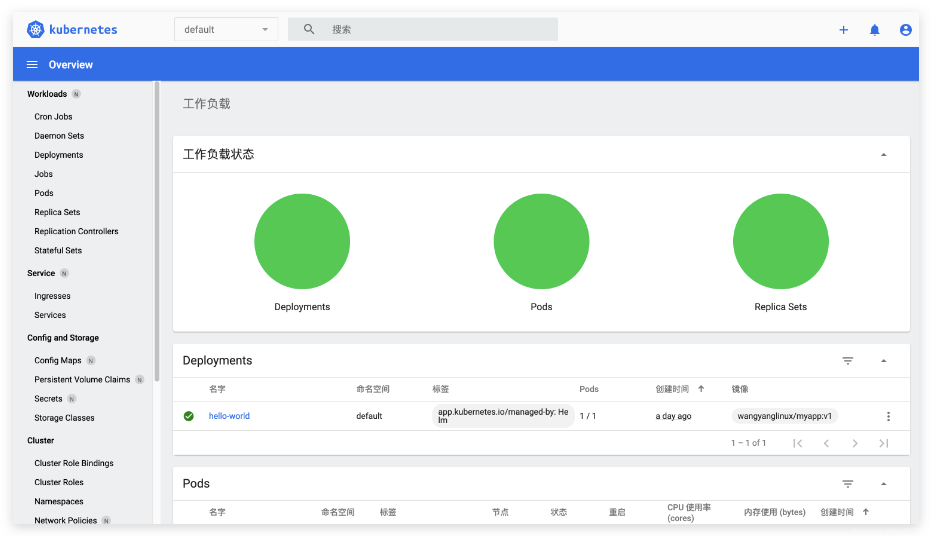 kubernetes
default
搜索
Overview
Workloads N
Cron Jobs
Daemon Sets
Deployments
Jobs
Pods
Replica Sets
Replication Controllers
Stateful Sets
Service N
Ingresses
Services
Config and Storage
Config Maps N
Persistent Volume Claims N
Secrets N
Storage Classes
Cluster
Cluster Role Bindings
Cluster Roles
Namespaces
Network Policies N
工作负载
工作负载状态
Deployments
Pods
Replica Sets
Deployments
名字 命名空间 标签 Pods 创建时间 镜像
hello-world default app.kubernetes.io/managed-by: He 1 / 1 a day ago wangyanglinux/myapp:v1
lm
1 – 1 of 1
Pods
名字 命名空间 标签 节点 状态 重启 CPU 使用率 内存使用 (bytes) 创建时间
(cores)